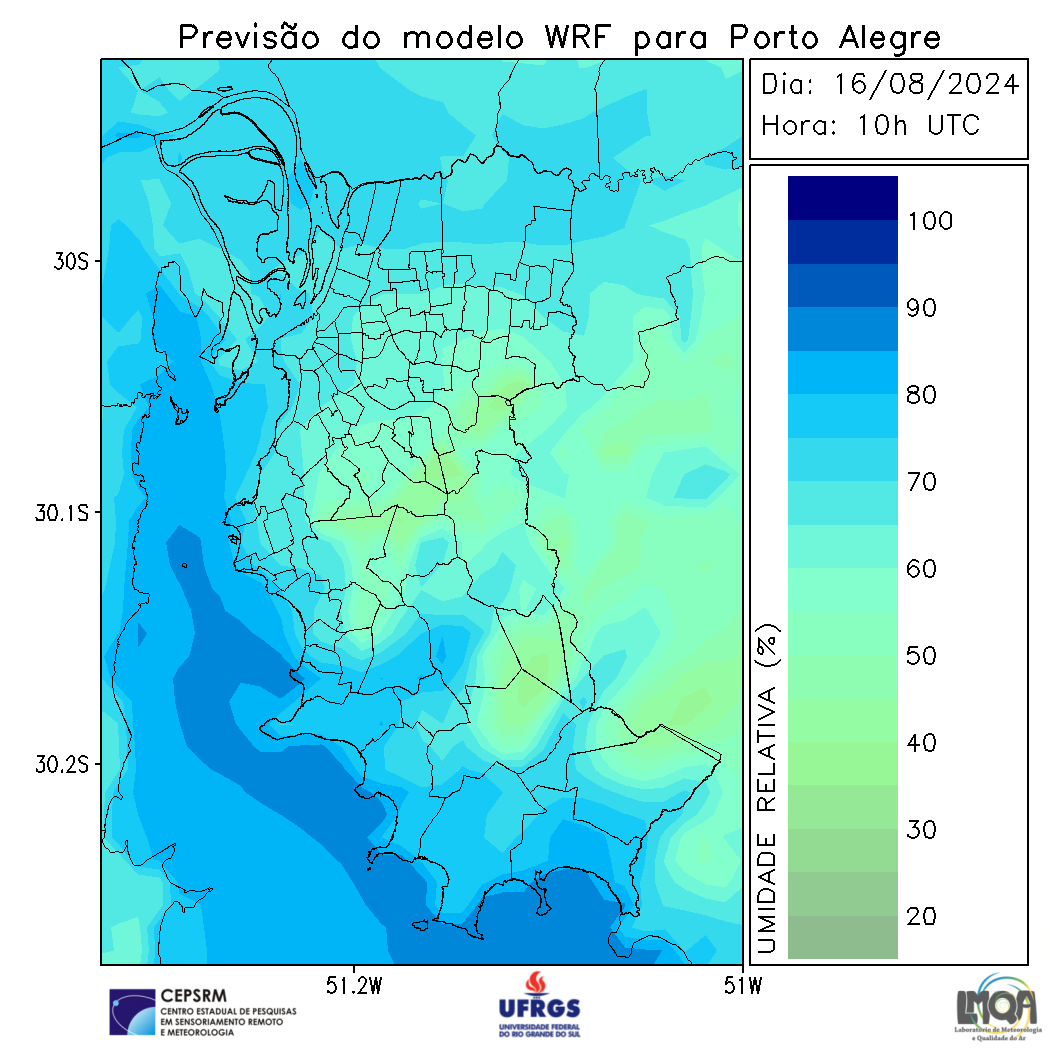 Previsão do modelo WRF para Porto Alegre
Dia: 16/08/2024
Hora: 10h UTC
30S
30.1S
30.2S
51.2W
51W
100
90
80
70
60
50
40
30
20
UMIDADE RELATIVA (%)
CEPSRM
CENTRO ESTADUAL DE PESQUISAS
EM SENSORIAMENTO REMOTO
E METEOROLOGIA
UFRGS
UNIVERSIDADE FEDERAL
DO RIO GRANDE DO SUL
LMQA
Laboratório de Meteorologia
e Qualidade do Ar